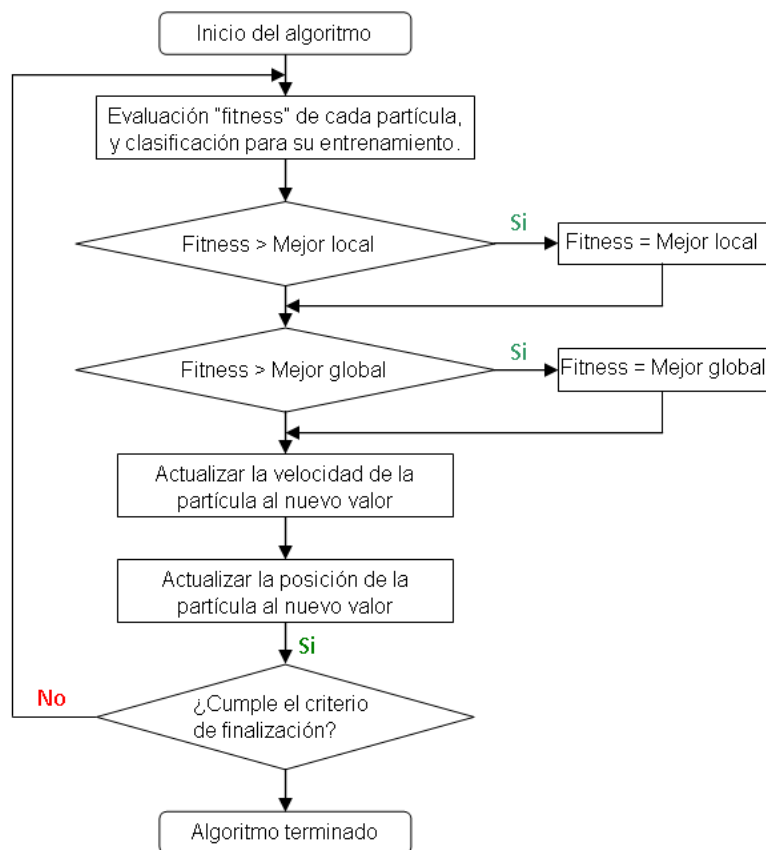 Inicio del algoritmo
Evaluación "fitness" de cada partícula,
y clasificación para su entrenamiento.
Fitness > Mejor local
Si
Fitness = Mejor local
Fitness > Mejor global
Si
Fitness = Mejor global
Actualizar la velocidad de la
partícula al nuevo valor
Actualizar la posición de la
partícula al nuevo valor
Si
No
¿Cumple el criterio
de finalización?
Algoritmo terminado